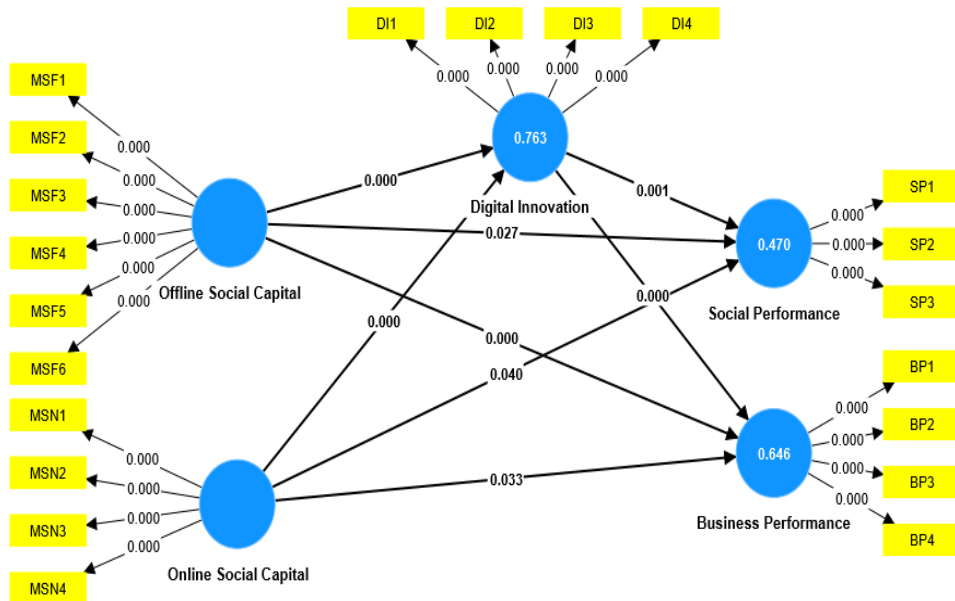 DI1
DI2
DI3
DI4
0.000
0.000
0.000
0.000
MSF1
MSF2
MSF3
MSF4
MSF5
MSF6
0.000
0.000
0.000
0.000
0.000
0.000
Offline Social Capital
0.763
Digital Innovation
0.000
0.027
0.000
0.001
0.000
0.000
0.040
0.033
0.470
Social Performance
0.000
0.000
0.000
SP1
SP2
SP3
MSN1
MSN2
MSN3
MSN4
0.000
0.000
0.000
0.000
Online Social Capital
0.646
Business Performance
0.000
0.000
0.000
0.000
BP1
BP2
BP3
BP4